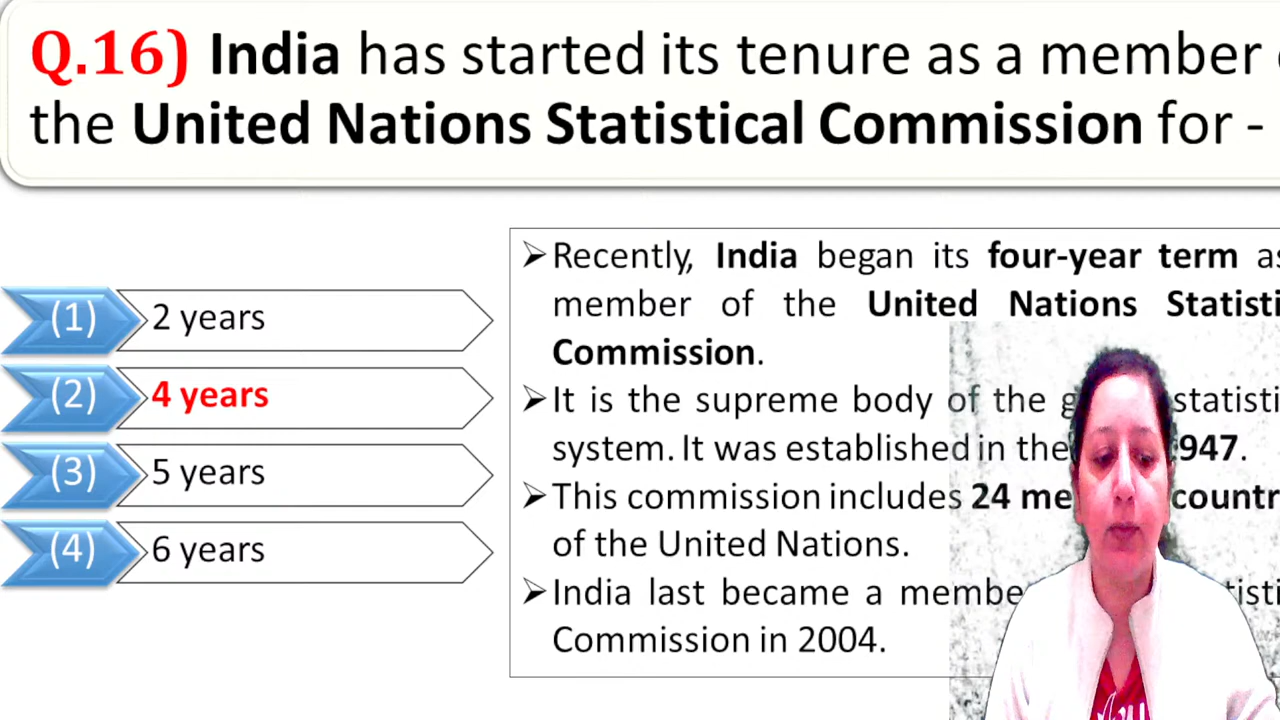 Q.16) India has started its tenure as a member
the United Nations Statistical Commission for -
(1) 2 years
(2) 4 years
(3) 5 years
(4) 6 years
➢Recently, India began its four-year term as
member of the United Nations Statisti
Commission.
➢It is the supreme body of the g statisti
system. It was established in the 947.
➢This commission includes 24 me countr
of the United Nations.
➢India last became a membe tisti
Commission in 2004.